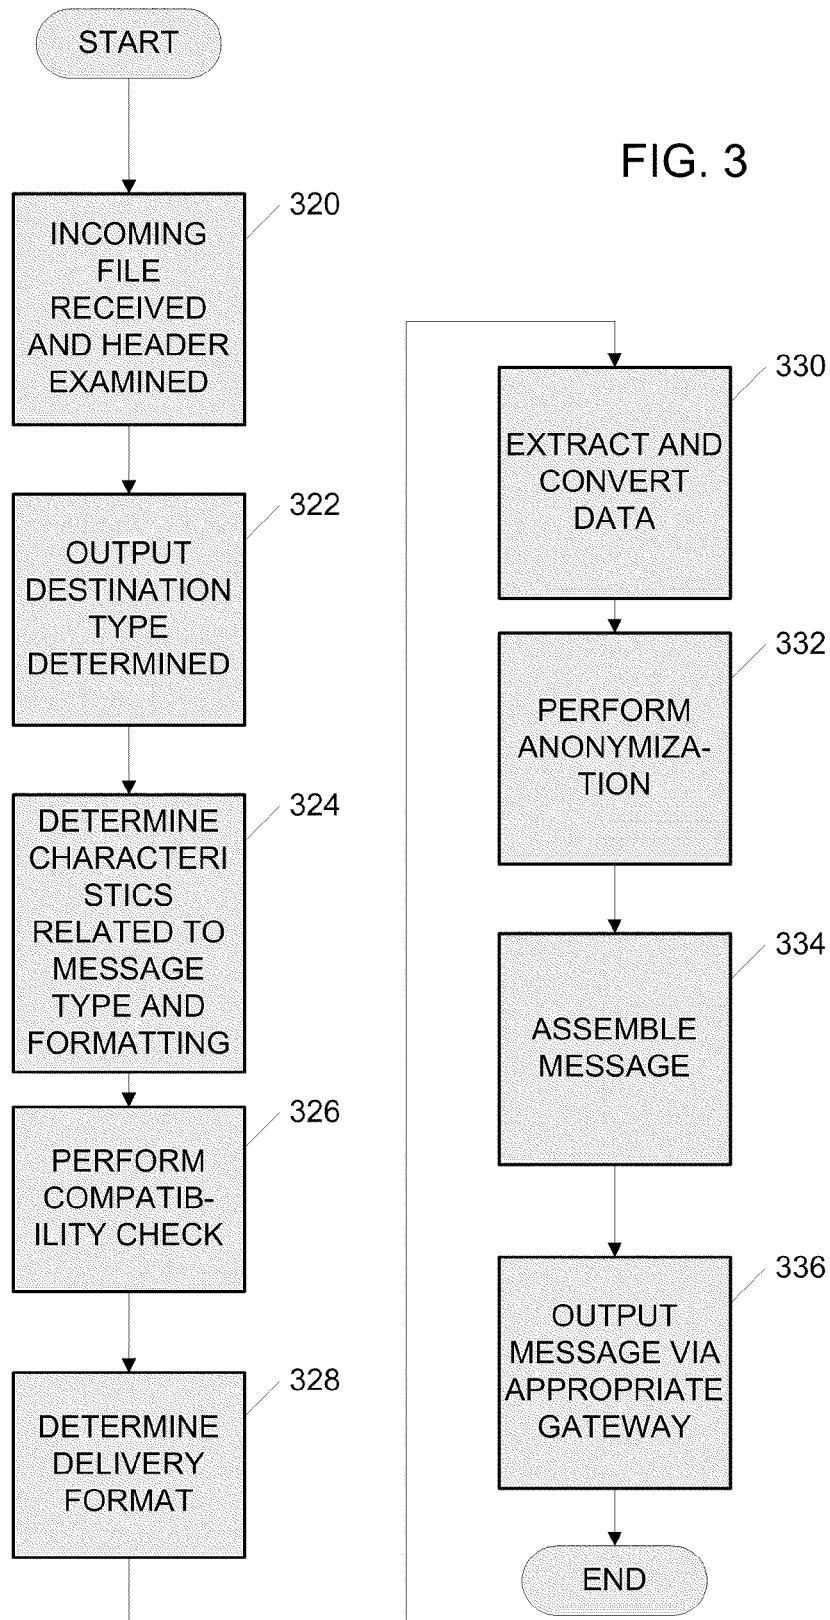 START
FIG. 3
320
INCOMING
FILE
RECEIVED
AND HEADER
EXAMINED
322
OUTPUT
DESTINATION
TYPE
DETERMINED
324
DETERMINE
CHARACTERI
STICS
RELATED TO
MESSAGE
TYPE AND
FORMATTING
326
PERFORM
COMPATIB-
ILITY CHECK
328
DETERMINE
DELIVERY
FORMAT
330
EXTRACT AND
CONVERT
DATA
332
PERFORM
ANONYMIZA-
TION
334
ASSEMBLE
MESSAGE
336
OUTPUT
MESSAGE VIA
APPROPRIATE
GATEWAY
END